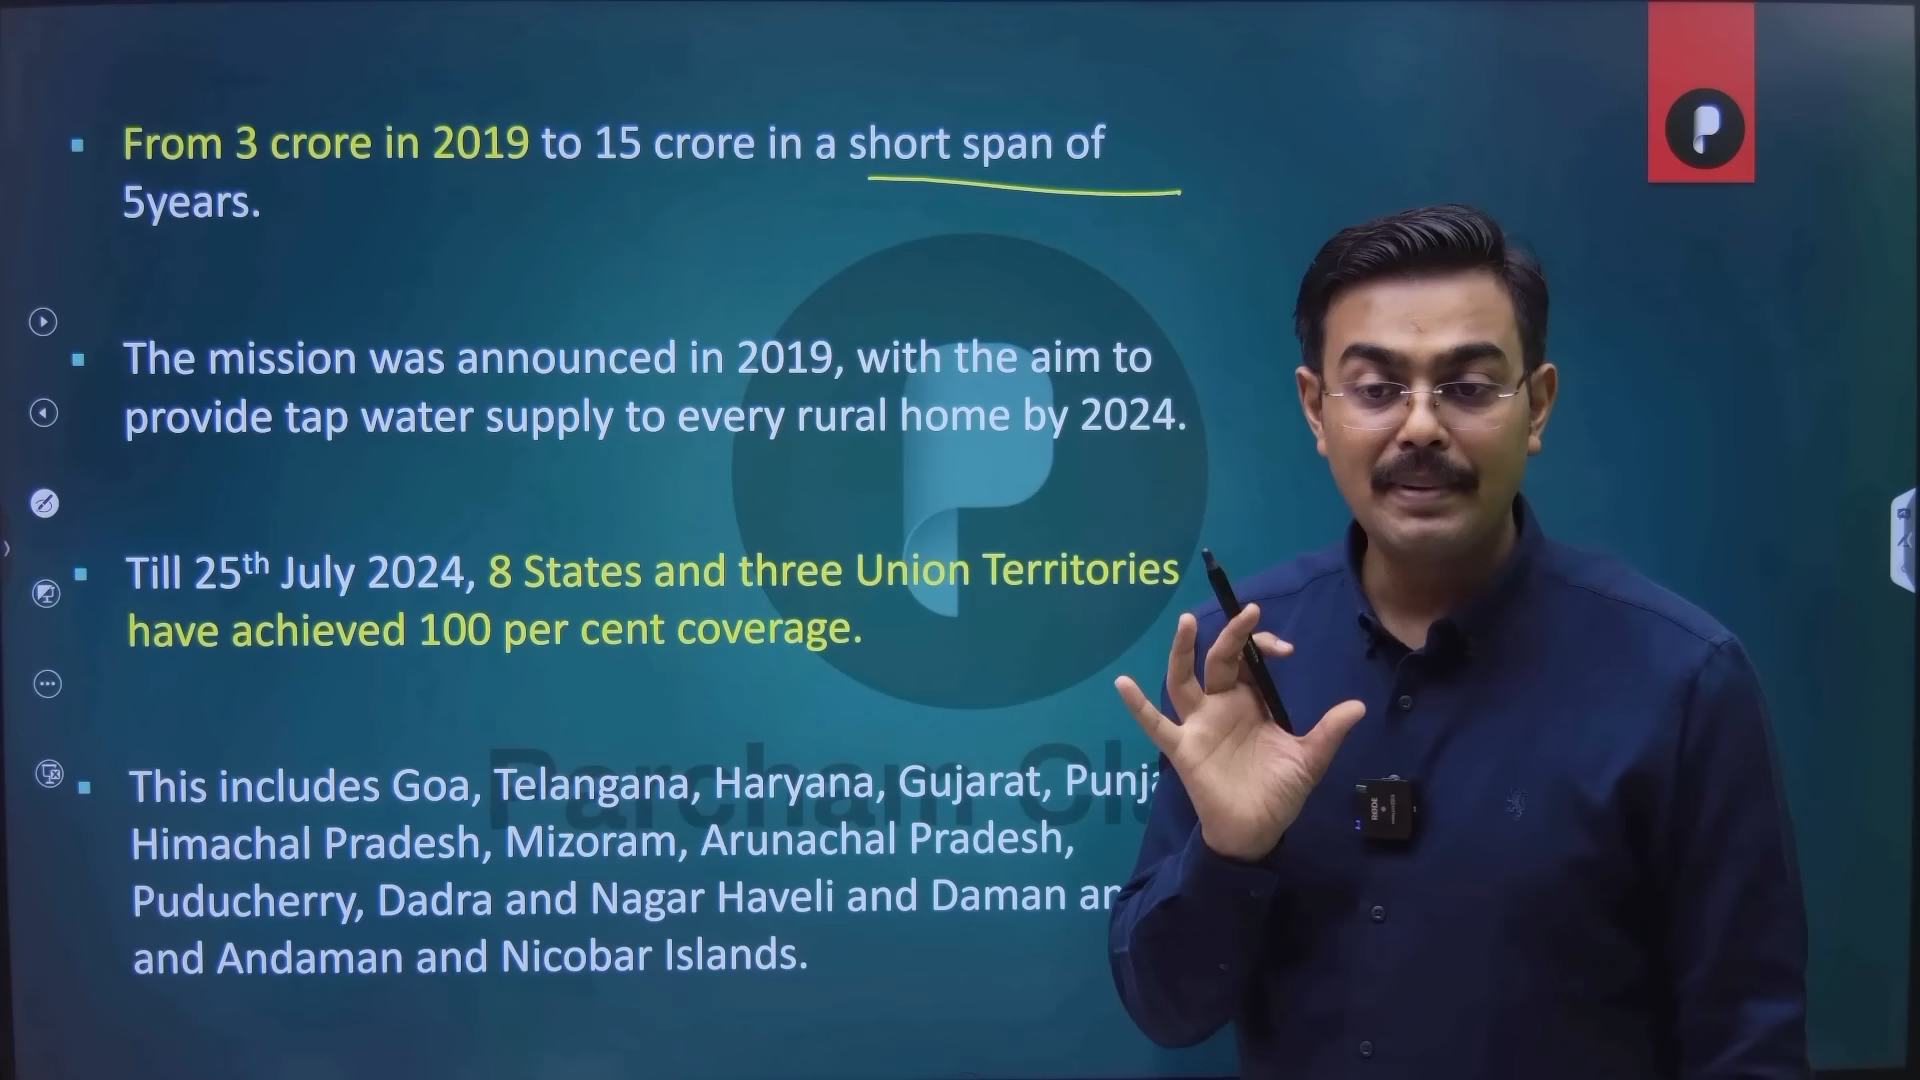 From 3 crore in 2019 to 15 crore in a short span of
5years.
The mission was announced in 2019, with the aim to
provide tap water supply to every rural home by 2024.
Till 25th July 2024, 8 States and three Union Territories
have achieved 100 per cent coverage.
This includes Goa, Telangana, Haryana, Gujarat,
Himachal Pradesh, Mizoram, Arunachal Pradesh,
Puducherry, Dadra and Nagar Haveli and Daman
and Andaman and Nicobar Islands.
Parcham
RØDE